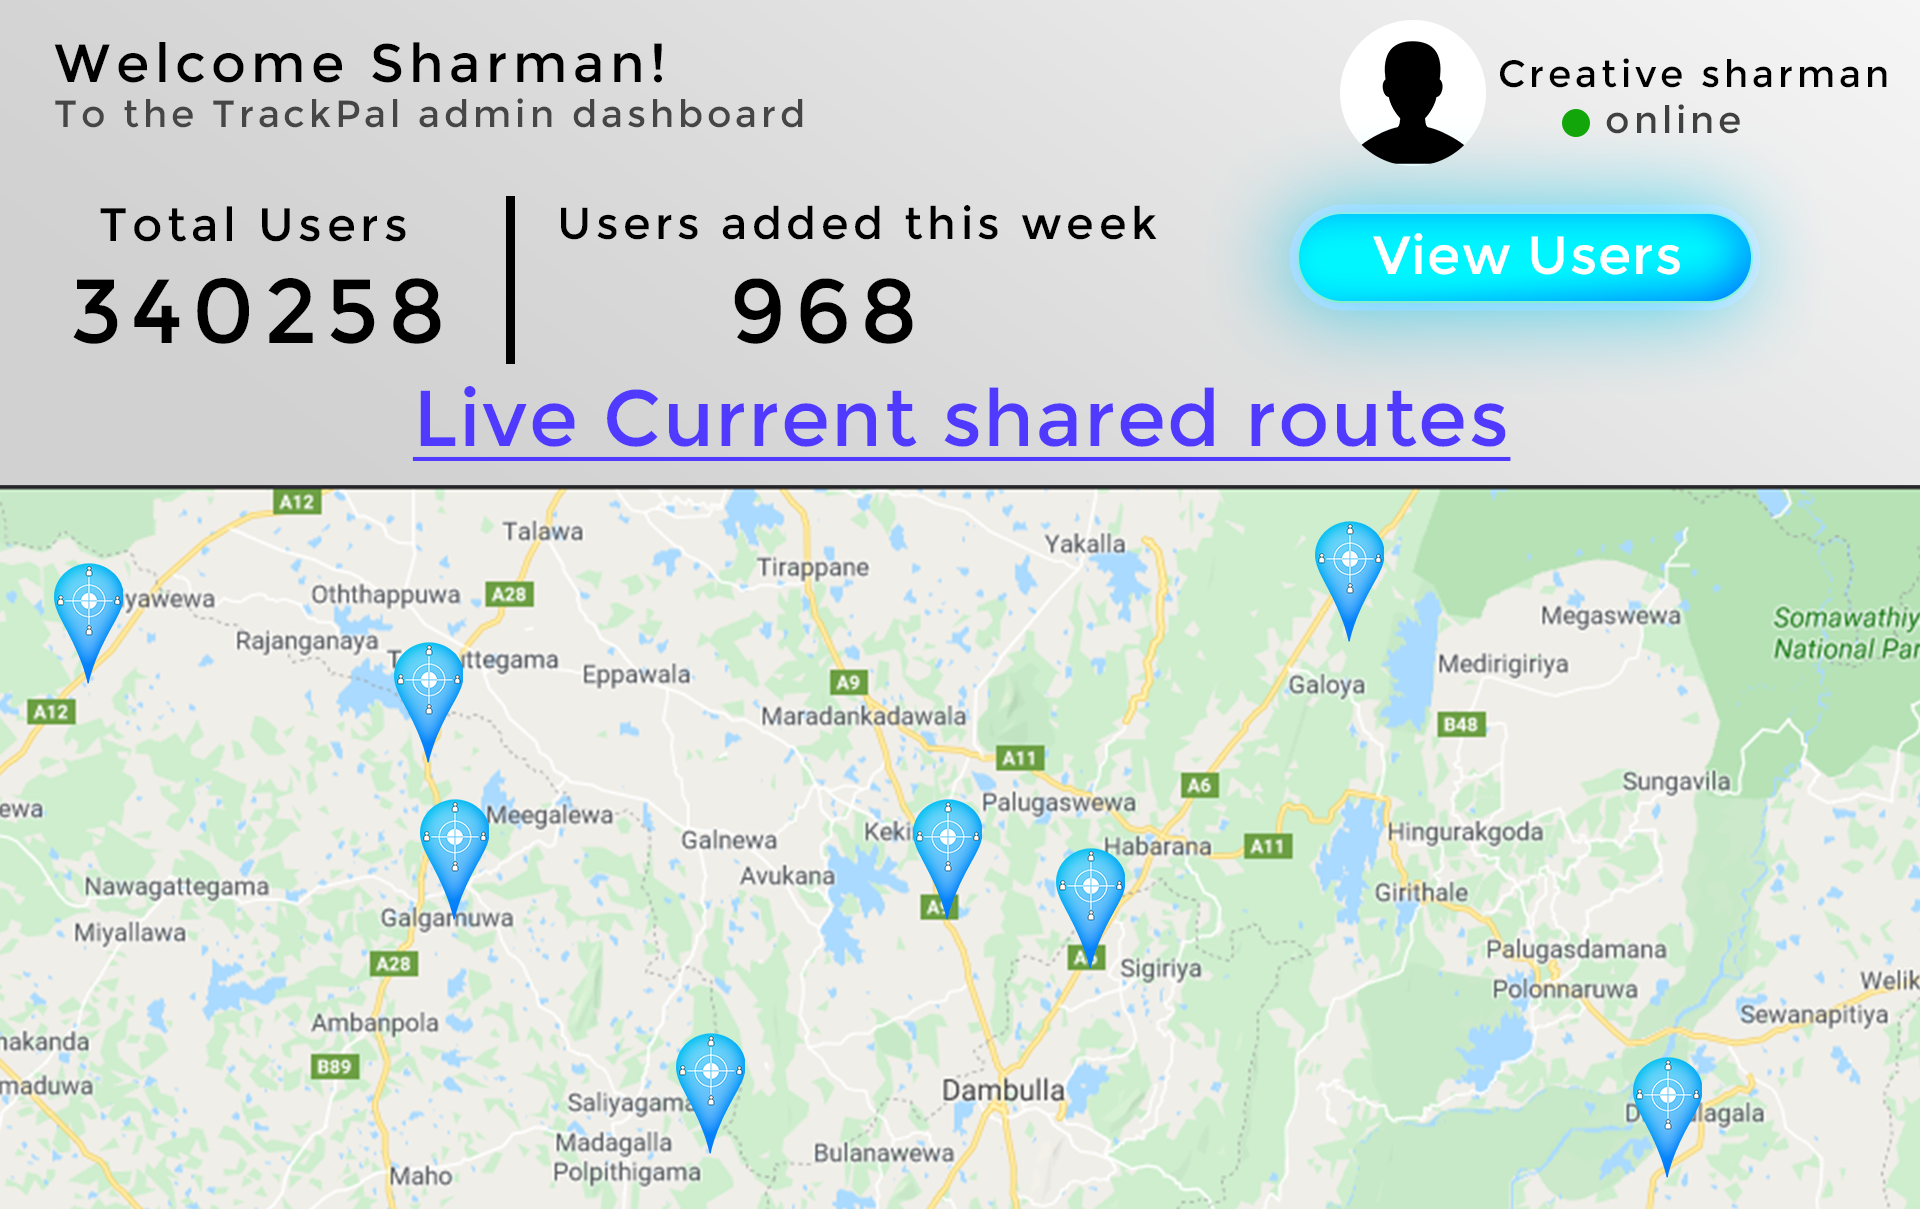 Welcome Sharman!
To the TrackPal admin dashboard
Creative sharman
online
Total Users
340258
Users added this week
968
View Users
Live Current shared routes
A12
Talawa
Yakalla
Tirappane
yawewa
Oththappuwa
A28
Megaswewa
Somawathiy
National Par
Rajanganaya
ttegama
Eppawala
A9
Medirigiriya
Galoya
A12
Maradankadawala
B48
A11
A6
Sungavila
ewa
Meegalewa
Palugaswewa
Galnewa
Keki
Habarana
A11
Hingurakgoda
Nawagattegama
Avukana
Girithale
Miyallawa
Galgamuwa
A28
Sigiriya
Palugasdamana
Polonnaruwa
Welik
Sewanapitiya
Ambanpola
nakanda
B89
maduwa
Saliyagama
Dambulla
lagala
Madagalla
Polpithigama
Bulanawewa
Maho